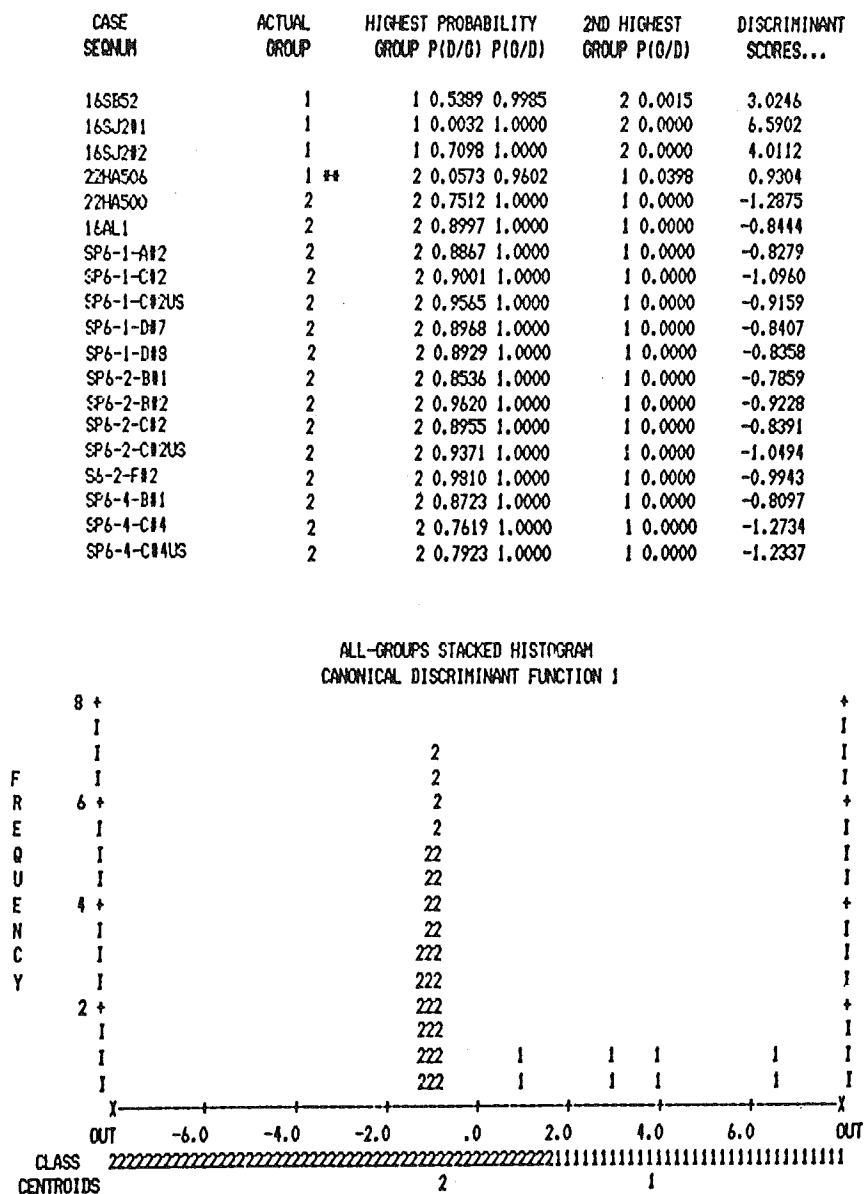 CASE ACTUAL HIGHEST PROBABILITY 2ND HIGHEST DISCRIMINANT
SEQNUM GROUP GROUP P(D/G) P(G/D) GROUP P(G/D) SCORES...
16SB52 1 1 0.5389 0.9985 2 0.0015 3.0246
16SJ2#1 1 1 0.0032 1.0000 2 0.0000 6.5902
16SJ2#2 1 1 0.7098 1.0000 2 0.0000 4.0112
22HA506 1 ** 2 0.0573 0.9602 1 0.0398 0.9304
22HA500 2 2 0.7512 1.0000 1 0.0000 -1.2875
16AL1 2 2 0.8997 1.0000 1 0.0000 -0.8444
SP6-1-A#2 2 2 0.8867 1.0000 1 0.0000 -0.8279
SP6-1-C#2 2 2 0.9001 1.0000 1 0.0000 -1.0960
SP6-1-C#2US 2 2 0.9565 1.0000 1 0.0000 -0.9159
SP6-1-D#7 2 2 0.8968 1.0000 1 0.0000 -0.8407
SP6-1-D#8 2 2 0.8929 1.0000 1 0.0000 -0.8358
SP6-2-B#1 2 2 0.8536 1.0000 1 0.0000 -0.7859
SP6-2-B#2 2 2 0.9620 1.0000 1 0.0000 -0.9228
SP6-2-C#2 2 2 0.8955 1.0000 1 0.0000 -0.8391
SP6-2-C#2US 2 2 0.9371 1.0000 1 0.0000 -1.0494
S6-2-F#2 2 2 0.9810 1.0000 1 0.0000 -0.9943
SP6-4-B#1 2 2 0.8723 1.0000 1 0.0000 -0.8097
SP6-4-C#4 2 2 0.7619 1.0000 1 0.0000 -1.2734
SP6-4-C#4US 2 2 0.7923 1.0000 1 0.0000 -1.2337
ALL-GROUPS STACKED HISTOGRAM
CANONICAL DISCRIMINANT FUNCTION 1
8 + +
I I
I 2 I
F I 2 I
R 6 + 2 +
E I 2 I
Q I 22 I
U I 22 I
E 4 + 22 +
N I 22 I
C I 222 I
Y I 222 I
2 + 222 +
I 222 I
I 222 1 1 1 1 I
I 222 1 1 1 1 I
X---------+---------+---------+---------+---------+---------+---------+---------X
OUT -6.0 -4.0 -2.0 .0 2.0 4.0 6.0 OUT
CLASS 222222222222222222222222222222222222222222222222211111111111111111111111111111111
CENTROIDS 2 1